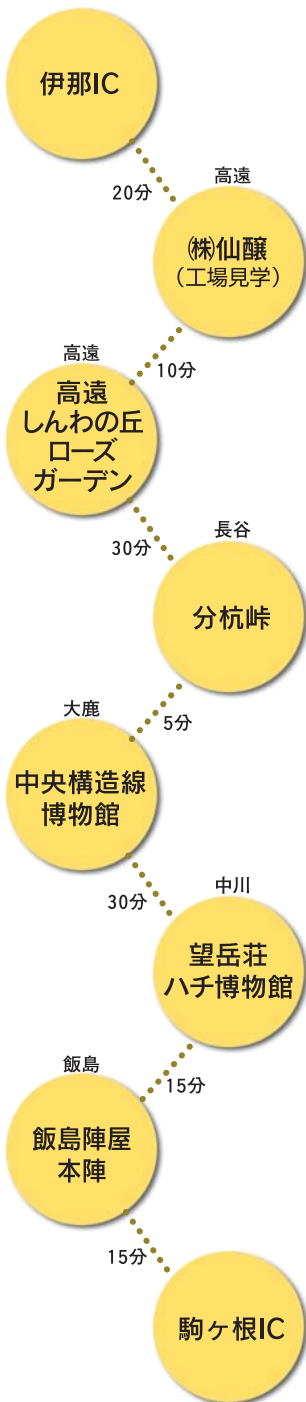 伊那IC
20分
高遠
㈱仙醸
（工場見学）
10分
高遠
高遠
しんわの丘
ローズ
ガーデン
30分
長谷
分杭峠
5分
大鹿
中央構造線
博物館
30分
中川
望岳荘
ハチ博物館
15分
飯島
飯島陣屋
本陣
15分
駒ヶ根IC